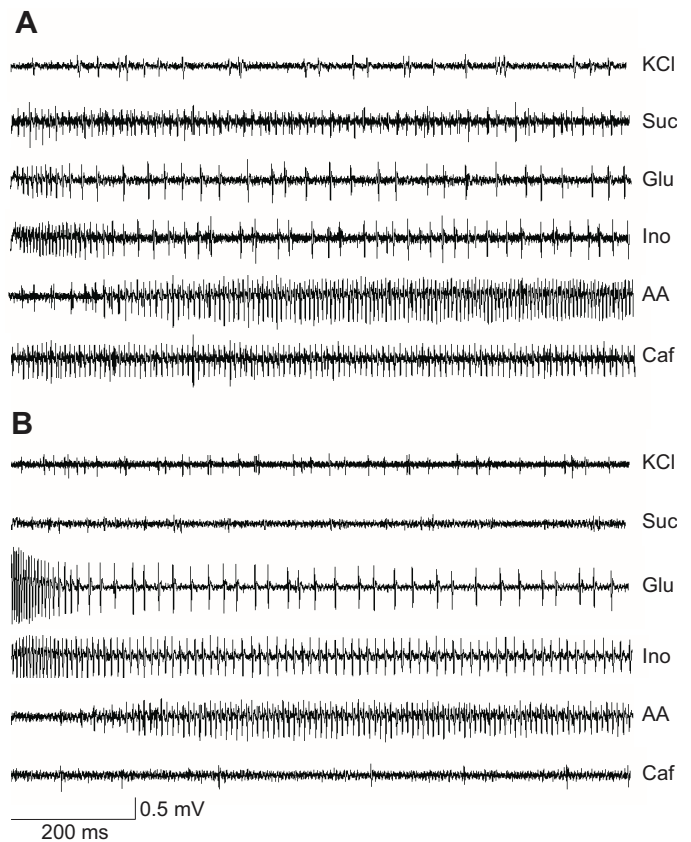 A
KCl
Suc
Glu
Ino
AA
Caf
B
KCl
Suc
Glu
Ino
AA
Caf
0.5 mV
200 ms